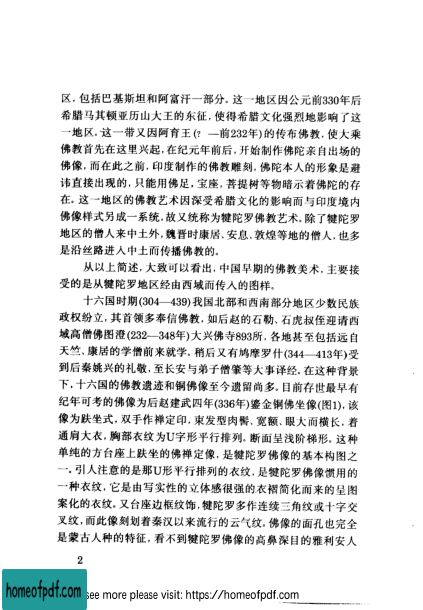 区，包括巴基斯坦和阿富汗一部分。这一地区因公元前330年后
希腊马其顿亚历山大王的东征，使得希腊文化强烈地影响了这
一地区。这一带又因阿育王(？—前232年)的传布佛教，使大乘
佛教首先在这里兴起，在纪元年前后，开始制作佛陀亲自出场的
佛像，而在此之前，印度制作的佛教雕刻，佛陀本人的形象是避
讳直接出现的，只能用佛足，宝座，菩提树等物暗示着佛陀的存
在。这一地区的佛教艺术因深受希腊文化的影响而与印度境内
佛像样式另成一系统，故又统称为犍陀罗佛教艺术。除了犍陀罗
地区的僧人来中土外，魏晋时康居、安息、敦煌等地的僧人，也多
是沿丝路进入中土而传播佛教的。
从以上简述，大致可以看出，中国早期的佛教美术，主要接
受的是从犍陀罗地区经由西域而传入的图样。
十六国时期(304—439)我国北部和西南部分地区少数民族
政权纷立，其首领多奉信佛教，如后赵的石勒、石虎叔侄迎请西
域高僧佛图澄(232—348年)大兴佛寺893所，各地甚至包括远自
天竺、康居的学僧前来就学。稍后又有鸠摩罗什(344—413年)受
到后秦姚兴的礼敬，至长安与弟子僧肇等大事译经。在这种背景
下，十六国的佛教遗迹和铜佛像至今遗留尚多。目前存世最早有
纪年可考的佛像为后赵建武四年(336年)鎏金铜佛坐像(图1)，该
像为趺坐式，双手作禅定印，束发型肉髻、宽额、眼大而横长，着
通肩大衣，胸部衣纹为U字形平行排列。断面呈浅阶梯形。这种
单纯的方台座上趺坐的佛禅定像，是犍陀罗佛像的基本构图之
一。引人注意的是那U形平行排列的衣纹，是犍陀罗佛像惯用的
一种衣纹，它是由写实性的立体感很强的衣褶简化而来的呈图
案化的衣纹。又台座边框纹饰，犍陀罗多作连续三角纹或十字交
叉纹，而此像刻划着秦汉以来流行的云气纹。佛像的面孔也完全
是蒙古人种的特征，看不到犍陀罗佛像的高鼻深目的雅利安人
2
homeofpdf.com
see more please visit: https://homeofpdf.com